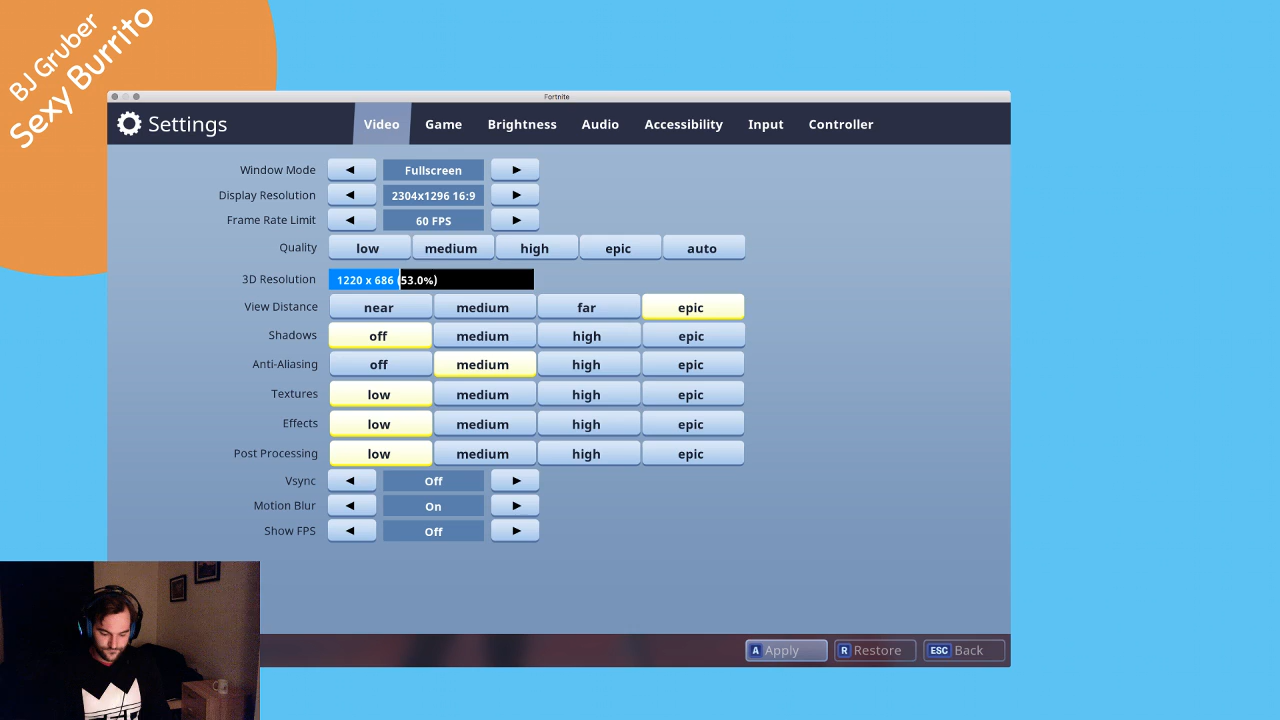 BJ Gruber
Sexy Burrito
Fortnite
Settings Video Game Brightness Audio Accessibility Input Controller
Window Mode Fullscreen
Display Resolution 2304x1296 16:9
Frame Rate Limit 60 FPS
Quality low medium high epic auto
3D Resolution 1220 x 686 (53.0%)
View Distance near medium far epic
Shadows off medium high epic
Anti-Aliasing off medium high epic
Textures low medium high epic
Effects low medium high epic
Post Processing low medium high epic
Vsync Off
Motion Blur On
Show FPS Off
A Apply R Restore ESC Back